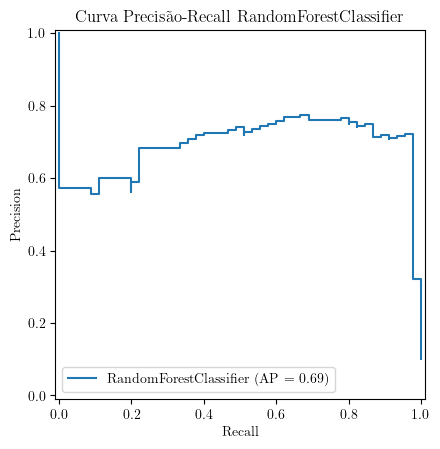 Curva Precisão-Recall RandomForestClassifier
1.0
0.8
0.6
0.4
0.2
0.0
Precision
RandomForestClassifier (AP = 0.69)
0.0 0.2 0.4 0.6 0.8 1.0
Recall